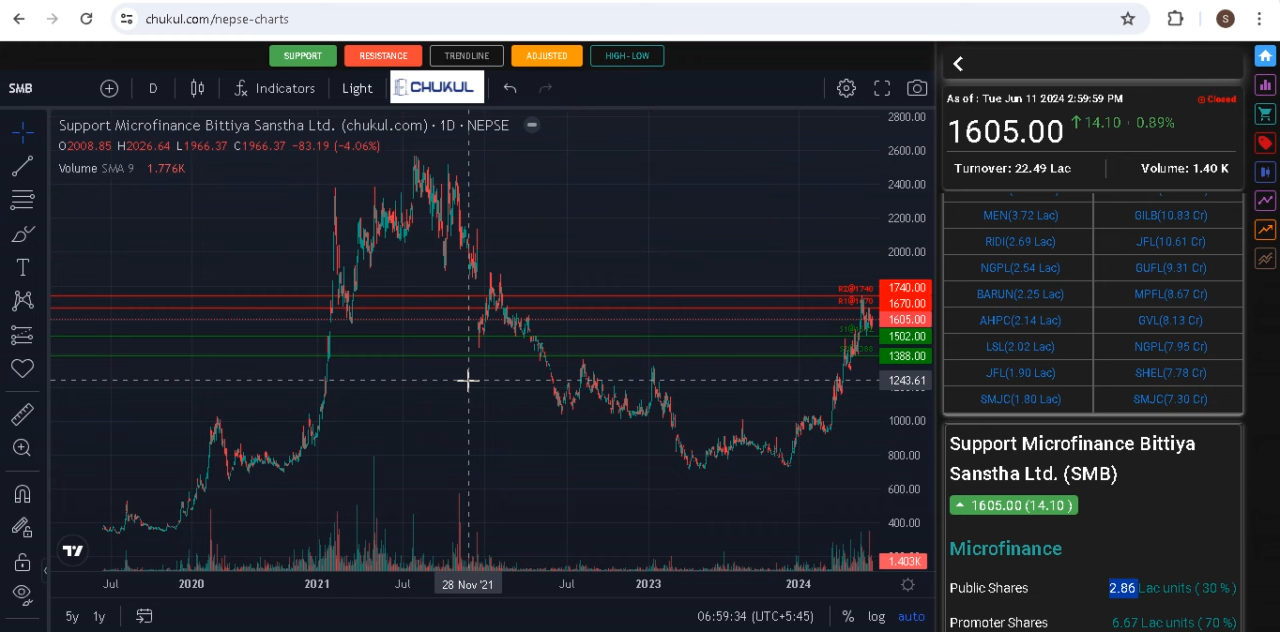 chukul.com/nepse-charts
S
SUPPORT RESISTANCE TRENDLINE ADJUSTED HIGH-LOW
SMB D Indicators Light CHUKUL
Support Microfinance Bittiya Sanstha Ltd. (chukul.com) · 1D · NEPSE
O2008.85 H2026.64 L1966.37 C1966.37 −83.19 (−4.06%)
Volume SMA 9 1.776K
2800.00
2600.00
2400.00
2200.00
2000.00
R2@1740 1740.00
R1@1670 1670.00
1605.00
1502.00
1388.00
1243.61
1000.00
800.00
600.00
400.00
1.403K
Jul 2020 2021 Jul 28 Nov '21 Jul 2023 2024
5y 1y 06:59:34 (UTC+5:45) % log auto
As of : Tue Jun 11 2024 2:59:59 PM Closed
1605.00 14.10 0.89%
Turnover: 22.49 Lac Volume: 1.40 K
MEN(3.72 Lac) GILB(10.83 Cr)
RIDI(2.69 Lac) JFL(10.61 Cr)
NGPL(2.54 Lac) GUFL(9.31 Cr)
BARUN(2.25 Lac) MPFL(8.67 Cr)
AHPC(2.14 Lac) GVL(8.13 Cr)
LSL(2.02 Lac) NGPL(7.95 Cr)
JFL(1.90 Lac) SHEL(7.78 Cr)
SMJC(1.80 Lac) SMJC(7.30 Cr)
Support Microfinance Bittiya
Sanstha Ltd. (SMB)
1605.00 (14.10 )
Microfinance
Public Shares 2.86 Lac units ( 30 % )
Promoter Shares 6.67 Lac units ( 70 %)